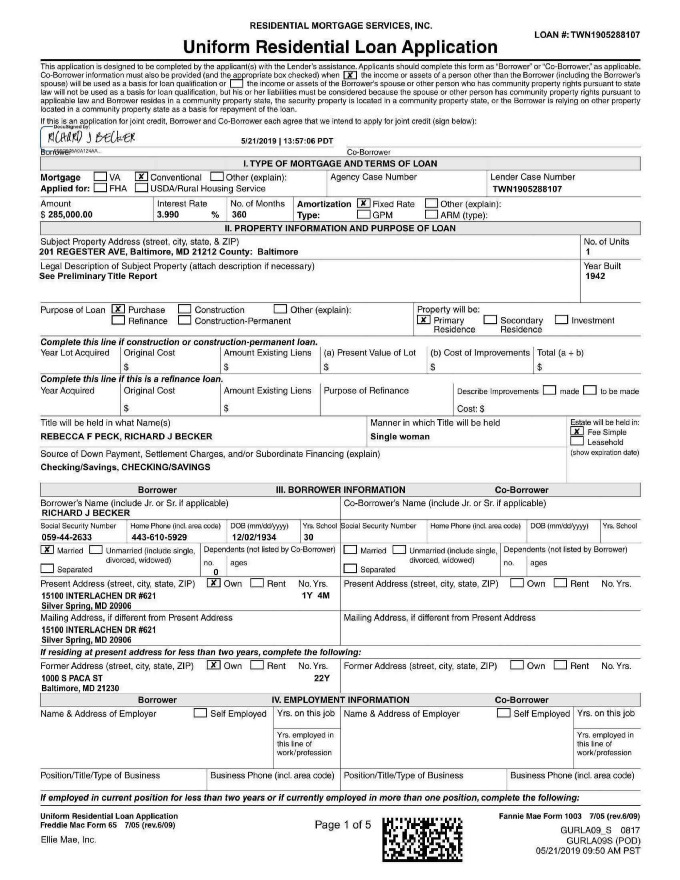 RESIDENTIAL MORTGAGE SERVICES, INC.
LOAN #: TWN1905288107
Uniform Residential Loan Application
This application is designed to be completed by the applicant(s) with the Lender's assistance. Applicants should complete this form as "Borrower" or "Co-Borrower," as applicable.
Co-Borrower information must also be provided (and the appropriate box checked) when X the income or assets of a person other than the Borrower (including the Borrower's
spouse) will be used as a basis for loan qualification or the income or assets of the Borrower's spouse or other person who has community property rights pursuant to state
law will not be used as a basis for loan qualification, but his or her liabilities must be considered because the spouse or other person has community property rights pursuant to
applicable law and Borrower resides in a community property state, the security property is located in a community property state, or the Borrower is relying on other property
located in a community property state as a basis for repayment of the loan.
If this is an application for joint credit, Borrower and Co-Borrower each agree that we intend to apply for joint credit (sign below):
DocuSigned by:
RICHARD J BECKER 5/21/2019 | 13:57:06 PDT
Borrower Co-Borrower
I. TYPE OF MORTGAGE AND TERMS OF LOAN
Mortgage VA X Conventional Other (explain): Agency Case Number Lender Case Number
Applied for: FHA USDA/Rural Housing Service TWN1905288107
Amount Interest Rate No. of Months Amortization X Fixed Rate Other (explain):
$ 285,000.00 3.990 % 360 Type: GPM ARM (type):
II. PROPERTY INFORMATION AND PURPOSE OF LOAN
Subject Property Address (street, city, state, & ZIP) No. of Units
201 REGESTER AVE, Baltimore, MD 21212 County: Baltimore 1
Legal Description of Subject Property (attach description if necessary) Year Built
See Preliminary Title Report 1942
Purpose of Loan X Purchase Construction Other (explain): Property will be:
Refinance Construction-Permanent X Primary Residence Secondary Residence Investment
Complete this line if construction or construction-permanent loan.
Year Lot Acquired Original Cost Amount Existing Liens (a) Present Value of Lot (b) Cost of Improvements Total (a + b)
$ $ $ $ $
Complete this line if this is a refinance loan.
Year Acquired Original Cost Amount Existing Liens Purpose of Refinance Describe Improvements made to be made
$ $ Cost: $
Title will be held in what Name(s) Manner in which Title will be held Estate will be held in:
REBECCA F PECK, RICHARD J BECKER Single woman X Fee Simple
Leasehold
Source of Down Payment, Settlement Charges, and/or Subordinate Financing (explain) (show expiration date)
Checking/Savings, CHECKING/SAVINGS
Borrower III. BORROWER INFORMATION Co-Borrower
Borrower's Name (include Jr. or Sr. if applicable) Co-Borrower's Name (include Jr. or Sr. if applicable)
RICHARD J BECKER
Social Security Number Home Phone (incl. area code) DOB (mm/dd/yyyy) Yrs. School Social Security Number Home Phone (incl. area code) DOB (mm/dd/yyyy) Yrs. School
059-44-2633 443-610-5929 12/02/1934 30
X Married Unmarried (include single, divorced, widowed) Dependents (not listed by Co-Borrower) Married Unmarried (include single, divorced, widowed) Dependents (not listed by Borrower)
Separated no. 0 ages Separated no. ages
Present Address (street, city, state, ZIP) X Own Rent No. Yrs. Present Address (street, city, state, ZIP) Own Rent No. Yrs.
15100 INTERLACHEN DR #621 1Y 4M
Silver Spring, MD 20906
Mailing Address, if different from Present Address Mailing Address, if different from Present Address
15100 INTERLACHEN DR #621
Silver Spring, MD 20906
If residing at present address for less than two years, complete the following:
Former Address (street, city, state, ZIP) X Own Rent No. Yrs. Former Address (street, city, state, ZIP) Own Rent No. Yrs.
1000 S PACA ST 22Y
Baltimore, MD 21230
Borrower IV. EMPLOYMENT INFORMATION Co-Borrower
Name & Address of Employer Self Employed Yrs. on this job Name & Address of Employer Self Employed Yrs. on this job
Yrs. employed in this line of work/profession Yrs. employed in this line of work/profession
Position/Title/Type of Business Business Phone (incl. area code) Position/Title/Type of Business Business Phone (incl. area code)
If employed in current position for less than two years or if currently employed in more than one position, complete the following:
Uniform Residential Loan Application Fannie Mae Form 1003 7/05 (rev.6/09)
Freddie Mac Form 65 7/05 (rev.6/09) Page 1 of 5 GURLA09_S 0817
Ellie Mae, Inc. GURLA09S (POD)
05/21/2019 09:50 AM PST